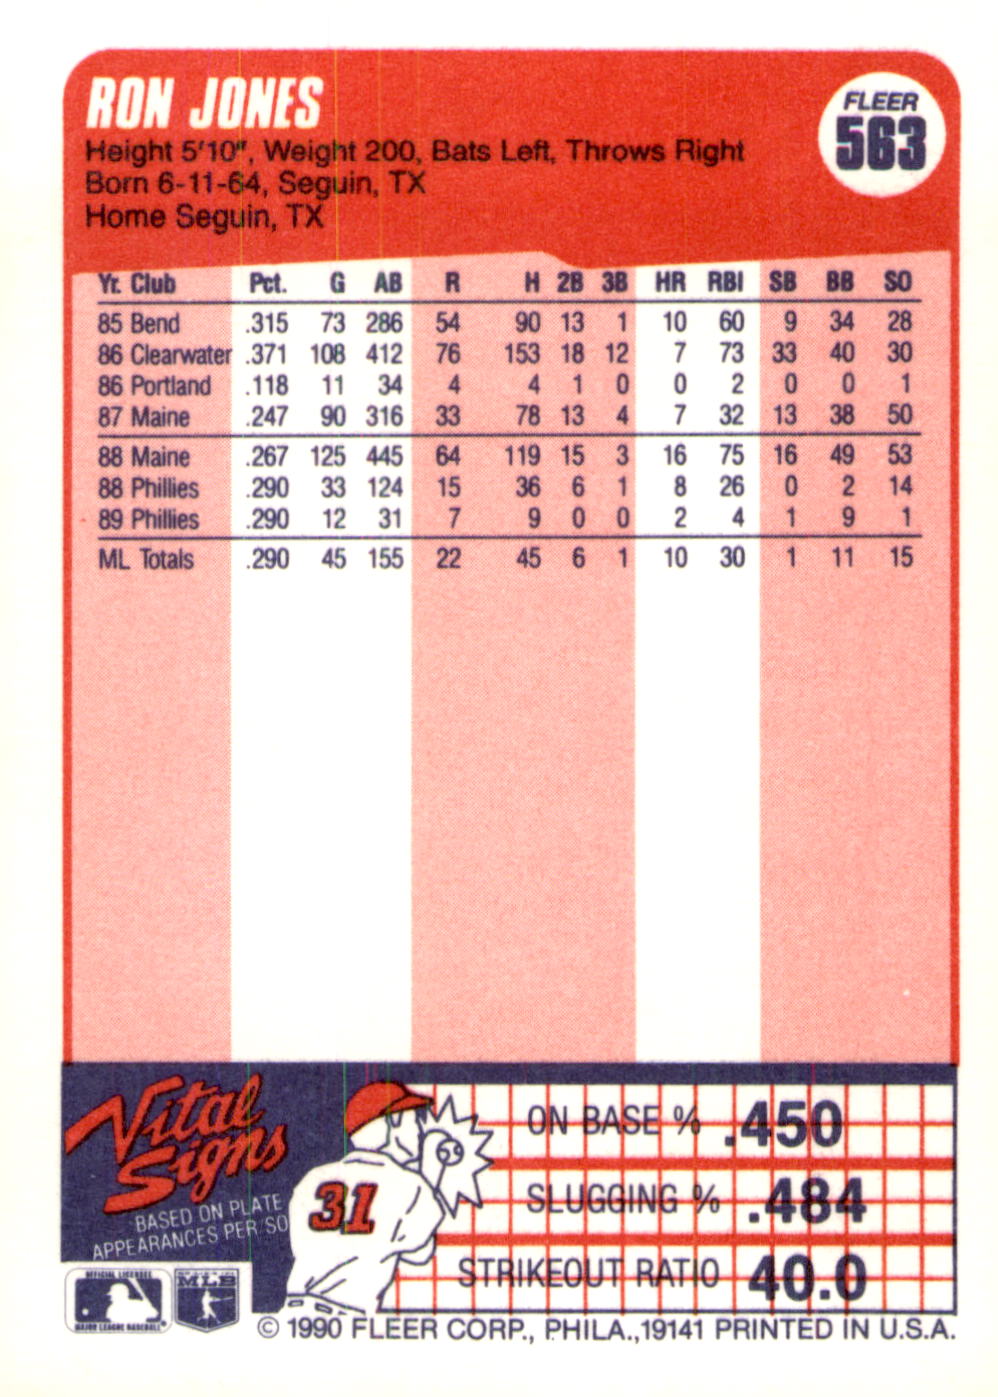 RON JONES
FLEER
563
Height 5'10", Weight 200, Bats Left, Throws Right
Born 6-11-64, Seguin, TX
Home Seguin, TX
Yr. Club Pct. G AB R H 2B 3B HR RBI SB BB SO
85 Bend .315 73 286 54 90 13 1 10 60 9 34 28
86 Clearwater .371 108 412 76 153 18 12 7 73 33 40 30
86 Portland .118 11 34 4 4 1 0 0 2 0 0 1
87 Maine .247 90 316 33 78 13 4 7 32 13 38 50
88 Maine .267 125 445 64 119 15 3 16 75 16 49 53
88 Phillies .290 33 124 15 36 6 1 8 26 0 2 14
89 Phillies .290 12 31 7 9 0 0 2 4 1 9 1
ML Totals .290 45 155 22 45 6 1 10 30 1 11 15
Vital
Signs
BASED ON PLATE
APPEARANCES PER SO
31
ON BASE % .450
SLUGGING % .484
STRIKEOUT RATIO 40.0
OFFICIAL LICENSEE
MAJOR LEAGUE BASEBALL
MLB
© 1990 FLEER CORP., PHILA.,19141 PRINTED IN U.S.A.